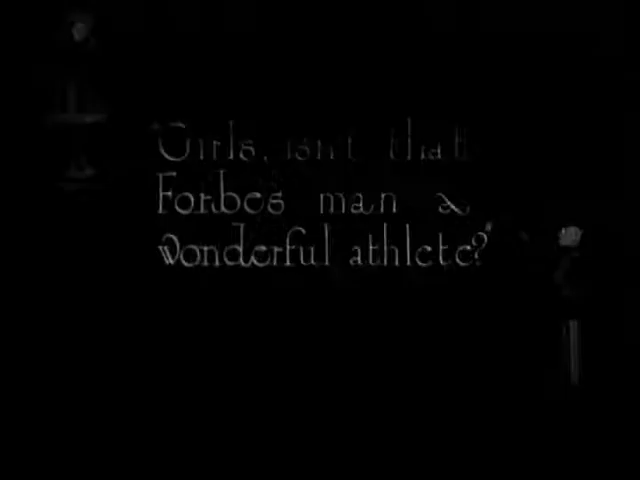 "Girls, isn't that
Forbes man a
wonderful athlete?"